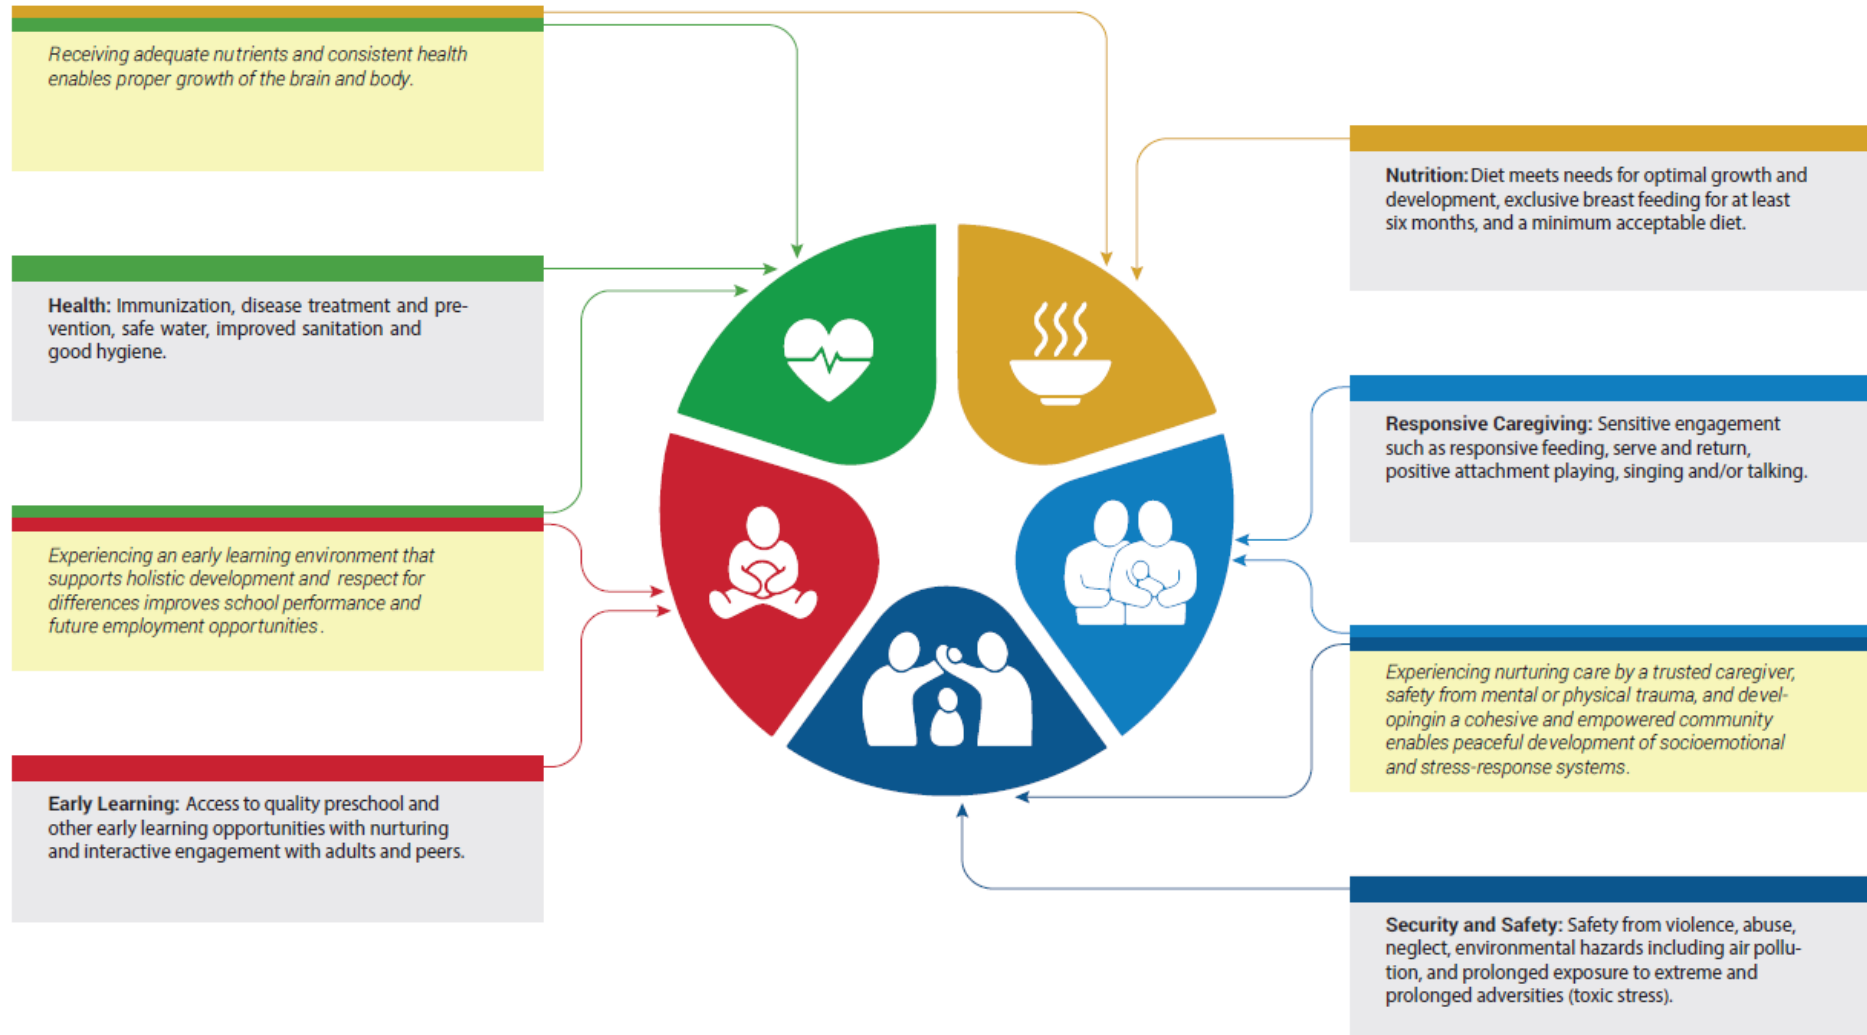 Receiving adequate nutrients and consistent health
enables proper growth of the brain and body.
Health: Immunization, disease treatment and pre-
vention, safe water, improved sanitation and
good hygiene.
Experiencing an early learning environment that
supports holistic development and respect for
differences improves school performance and
future employment opportunities.
Early Learning: Access to quality preschool and
other early learning opportunities with nurturing
and interactive engagement with adults and peers.
Nutrition: Diet meets needs for optimal growth and
development, exclusive breast feeding for at least
six months, and a minimum acceptable diet.
Responsive Caregiving: Sensitive engagement
such as responsive feeding, serve and return,
positive attachment playing, singing and/or talking.
Experiencing nurturing care by a trusted caregiver,
safety from mental or physical trauma, and devel-
opingin a cohesive and empowered community
enables peaceful development of socioemotional
and stress-response systems.
Security and Safety: Safety from violence, abuse,
neglect, environmental hazards including air pollu-
tion, and prolonged exposure to extreme and
prolonged adversities (toxic stress).